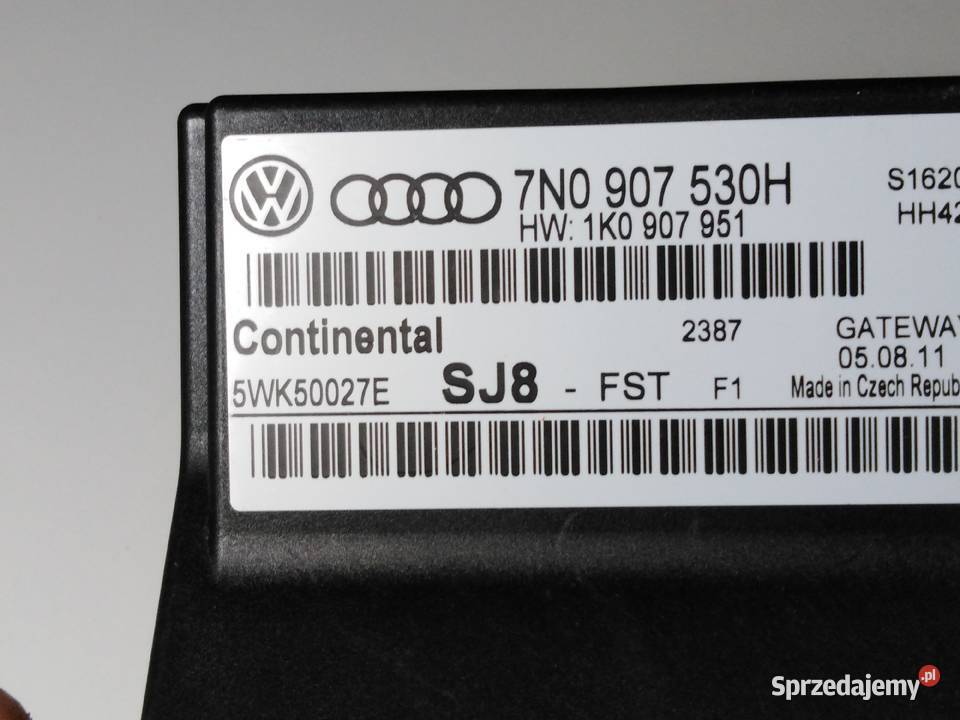 7N0 907 530H
HW: 1K0 907 951
S1620
HH42
Continental 2387 GATEWAY
05.08.11
5WK50027E SJ8 - FST F1 Made in Czech Repub
Sprzedajemy.pl